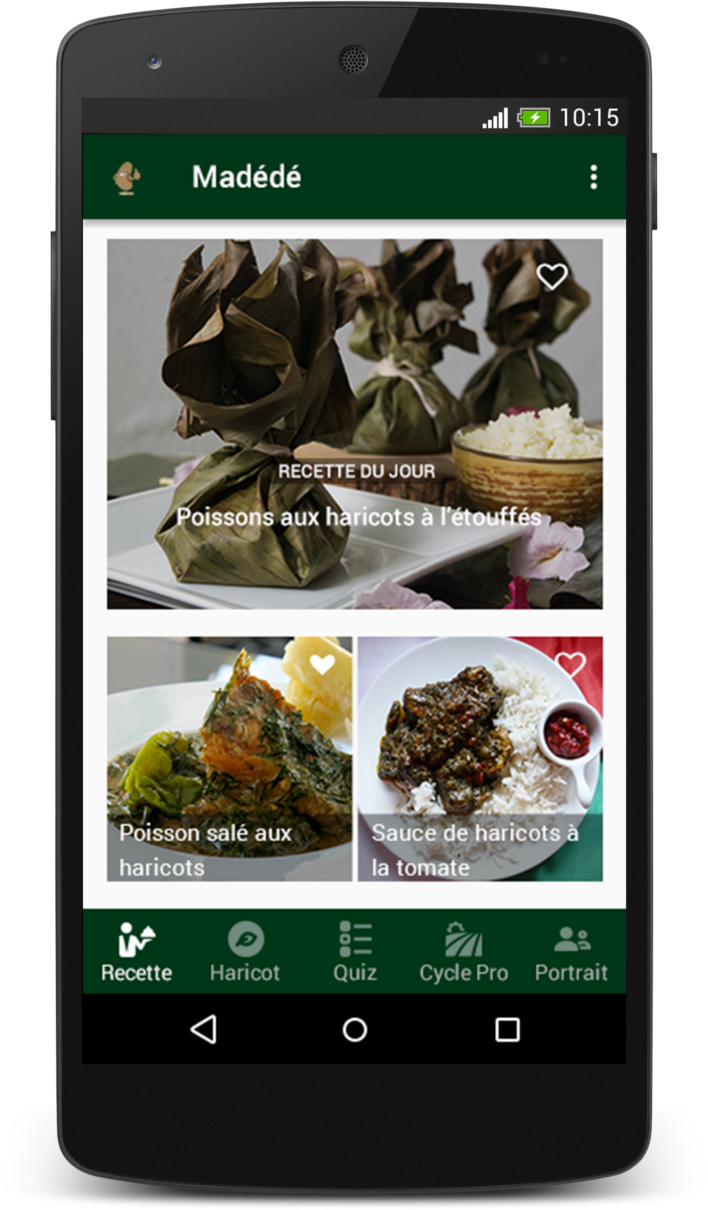 10:15
Madédé
RECETTE DU JOUR
Poissons aux haricots à l'étouffés
Poisson salé aux
haricots
Sauce de haricots à
la tomate
Recette
Haricot
Quiz
Cycle Pro
Portrait